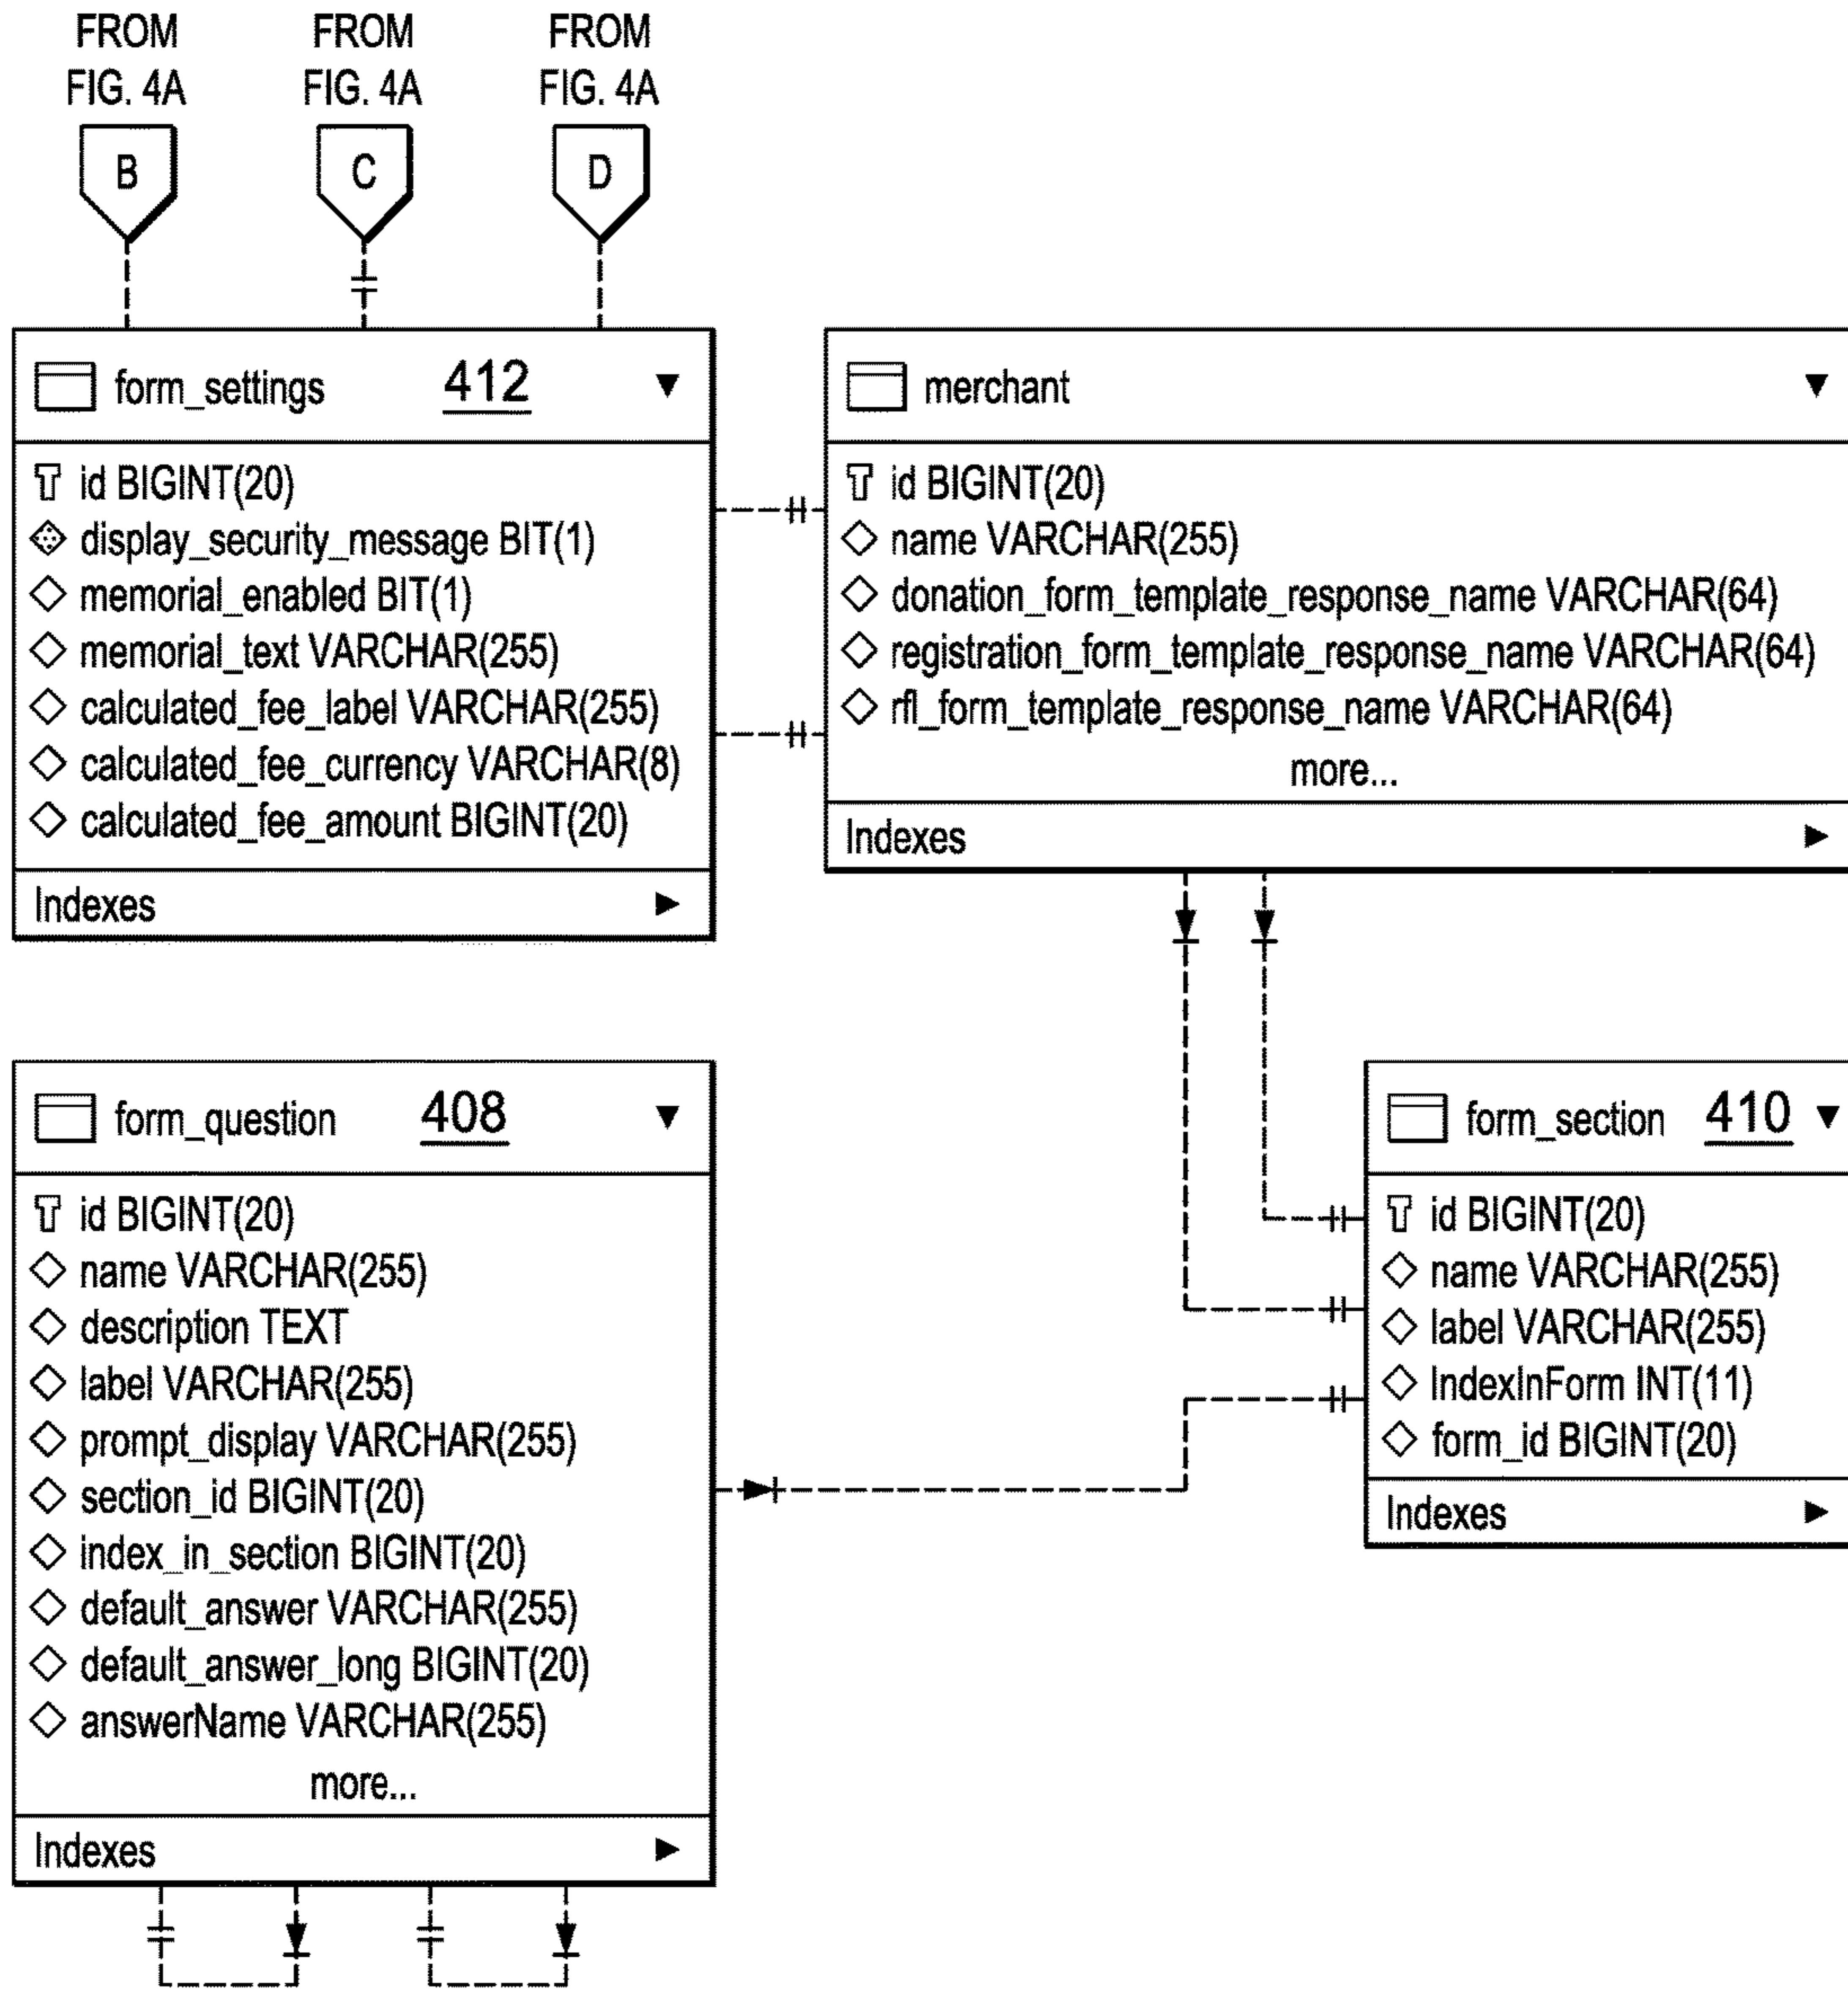 FROM
FIG. 4A
B
FROM
FIG. 4A
C
FROM
FIG. 4A
D
form_settings 412
id BIGINT(20)
display_security_message BIT(1)
memorial_enabled BIT(1)
memorial_text VARCHAR(255)
calculated_fee_label VARCHAR(255)
calculated_fee_currency VARCHAR(8)
calculated_fee_amount BIGINT(20)
Indexes
merchant
id BIGINT(20)
name VARCHAR(255)
donation_form_template_response_name VARCHAR(64)
registration_form_template_response_name VARCHAR(64)
rfl_form_template_response_name VARCHAR(64)
more...
Indexes
form_question 408
id BIGINT(20)
name VARCHAR(255)
description TEXT
label VARCHAR(255)
prompt_display VARCHAR(255)
section_id BIGINT(20)
index_in_section BIGINT(20)
default_answer VARCHAR(255)
default_answer_long BIGINT(20)
answerName VARCHAR(255)
more...
Indexes
form_section 410
id BIGINT(20)
name VARCHAR(255)
label VARCHAR(255)
IndexInForm INT(11)
form_id BIGINT(20)
Indexes